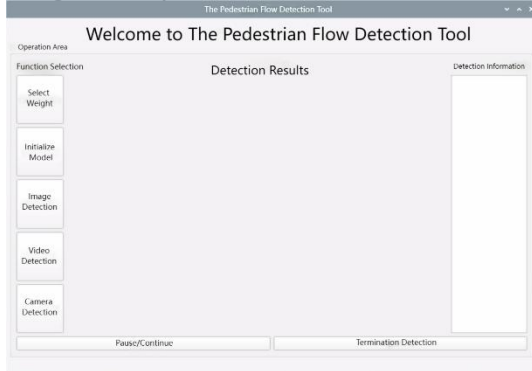 The Pedestrian Flow Detection Tool
Welcome to The Pedestrian Flow Detection Tool
Operation Area
Function Selection
Detection Results
Detection Information
Select
Weight
Initialize
Model
Image
Detection
Video
Detection
Camera
Detection
Pause/Continue
Termination Detection